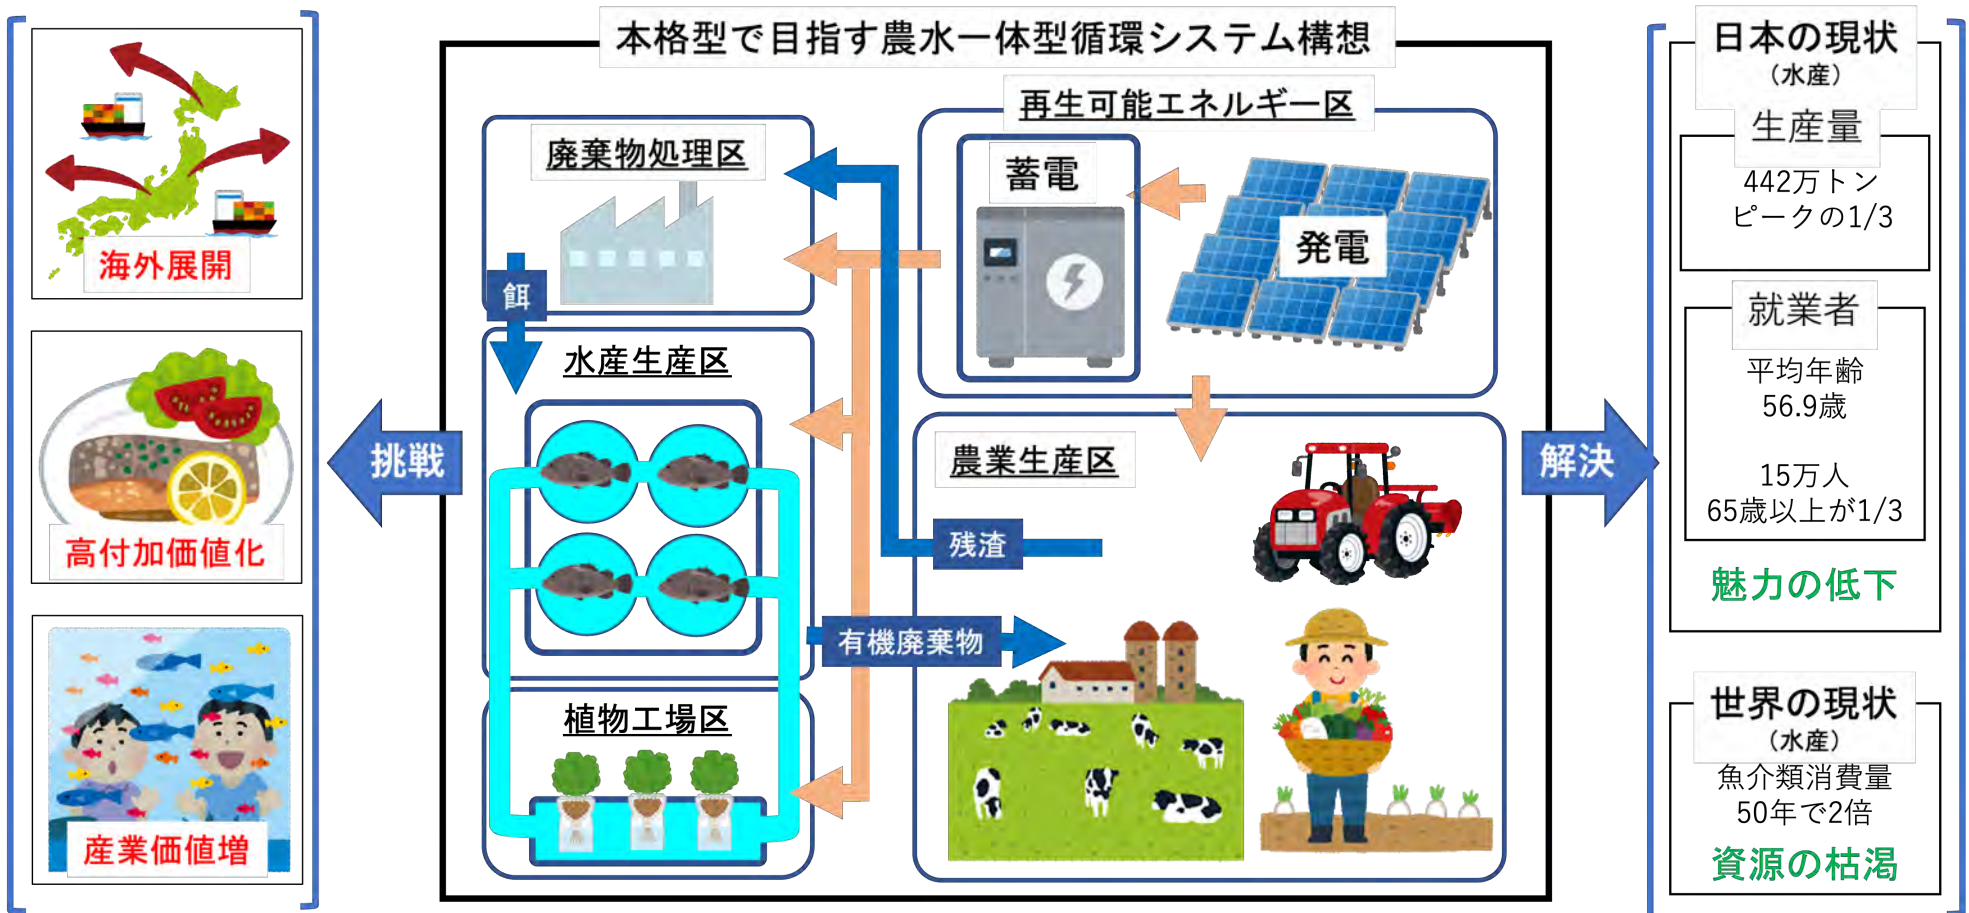 本格型で目指す農水一体型循環システム構想
海外展開
高付加価値化
産業価値増
挑戦
廃棄物処理区
餌
水産生産区
植物工場区
再生可能エネルギー区
蓄電
発電
農業生産区
残渣
有機廃棄物
解決
日本の現状
（水産）
生産量
442万トン
ピークの1/3
就業者
平均年齢
56.9歳
15万人
65歳以上が1/3
魅力の低下
世界の現状
（水産）
魚介類消費量
50年で2倍
資源の枯渇